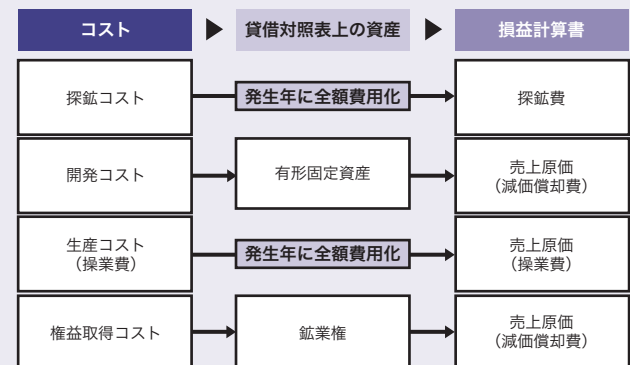 コスト
貸借対照表上の資産
損益計算書
探鉱コスト
発生年に全額費用化
探鉱費
開発コスト
有形固定資産
売上原価
（減価償却費）
生産コスト
（操業費）
発生年に全額費用化
売上原価
（操業費）
権益取得コスト
鉱業権
売上原価
（減価償却費）